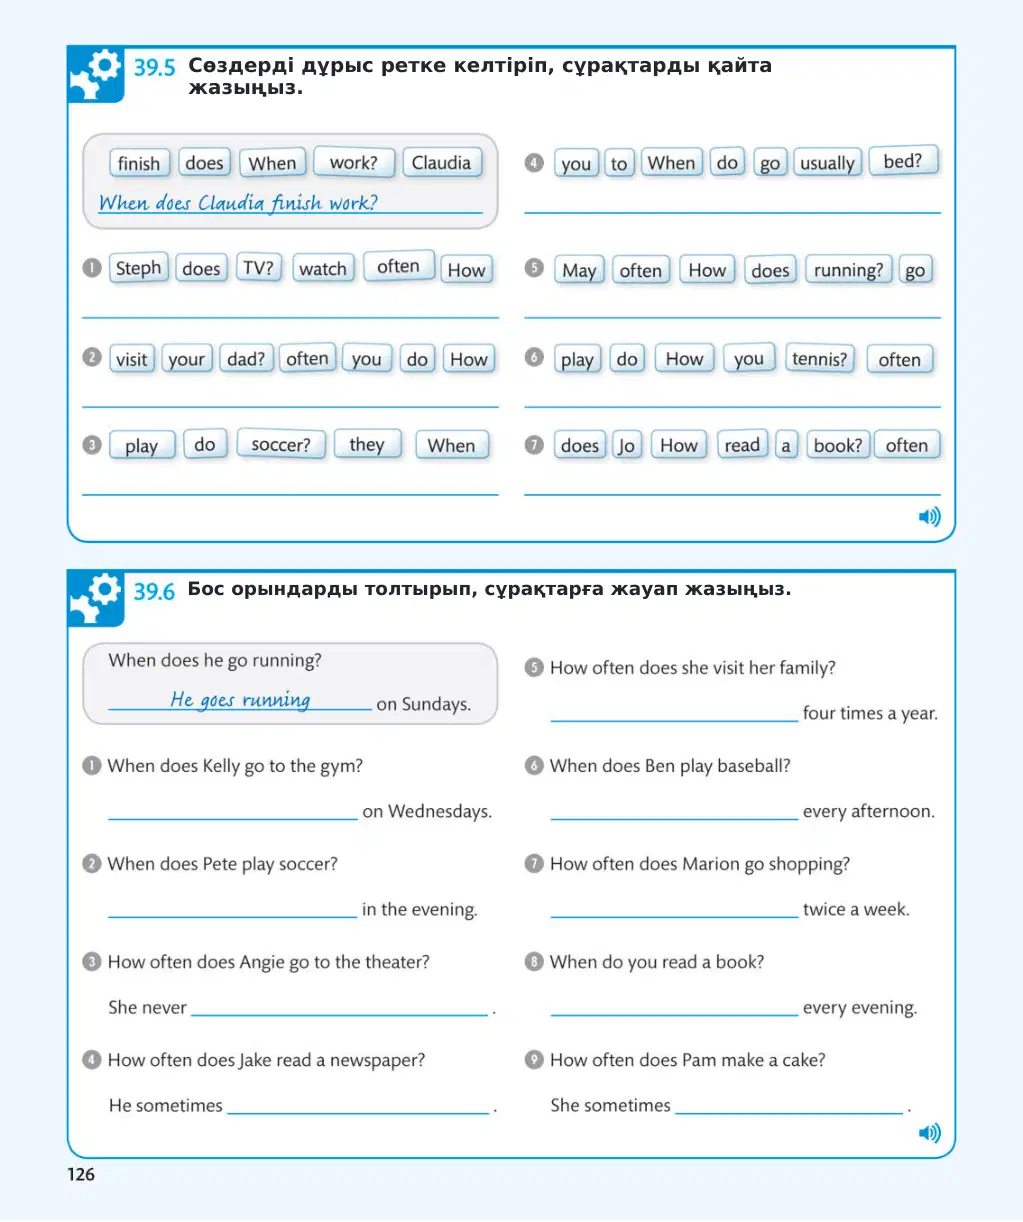 39.5 Сөздерді дұрыс ретке келтіріп, сұрақтарды қайта
жазыңыз.
finish does When work? Claudia
When does Claudia finish work?
1 Steph does TV? watch often How
2 visit your dad? often you do How
3 play do soccer? they When
4 you to When do go usually bed?
5 May often How does running? go
6 play do How you tennis? often
7 does Jo How read a book? often
39.6 Бос орындарды толтырып, сұрақтарға жауап жазыңыз.
When does he go running?
He goes running on Sundays.
1 When does Kelly go to the gym?
on Wednesdays.
2 When does Pete play soccer?
in the evening.
3 How often does Angie go to the theater?
She never .
4 How often does Jake read a newspaper?
He sometimes .
5 How often does she visit her family?
four times a year.
6 When does Ben play baseball?
every afternoon.
7 How often does Marion go shopping?
twice a week.
8 When do you read a book?
every evening.
9 How often does Pam make a cake?
She sometimes .
126